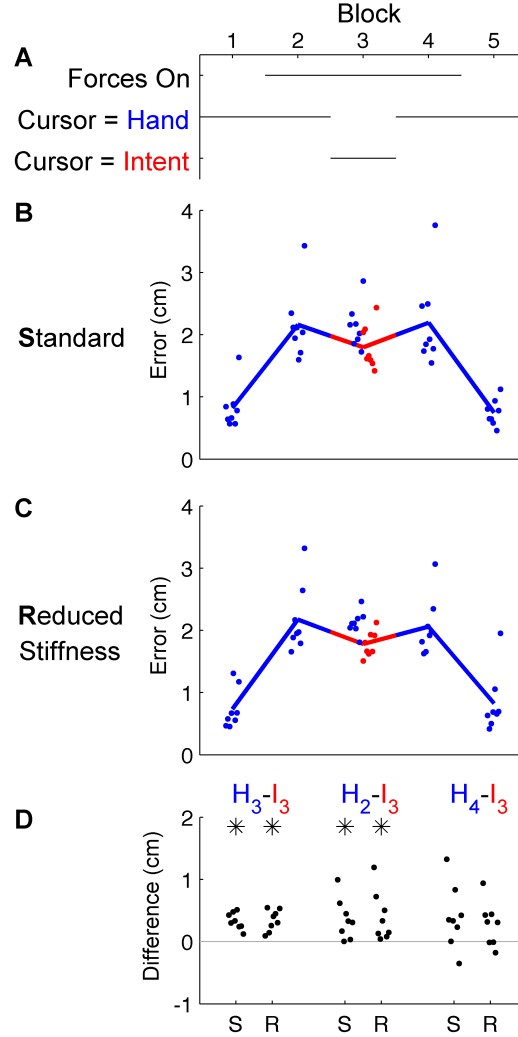 Block
1 2 3 4 5
A
Forces On
Cursor = Hand
Cursor = Intent
B
4
3
2
1
0
Error (cm)
Standard
C
4
3
2
1
0
Error (cm)
Reduced
Stiffness
H3-I3 H2-I3 H4-I3
D
2
1
0
-1
Difference (cm)
S R S R S R